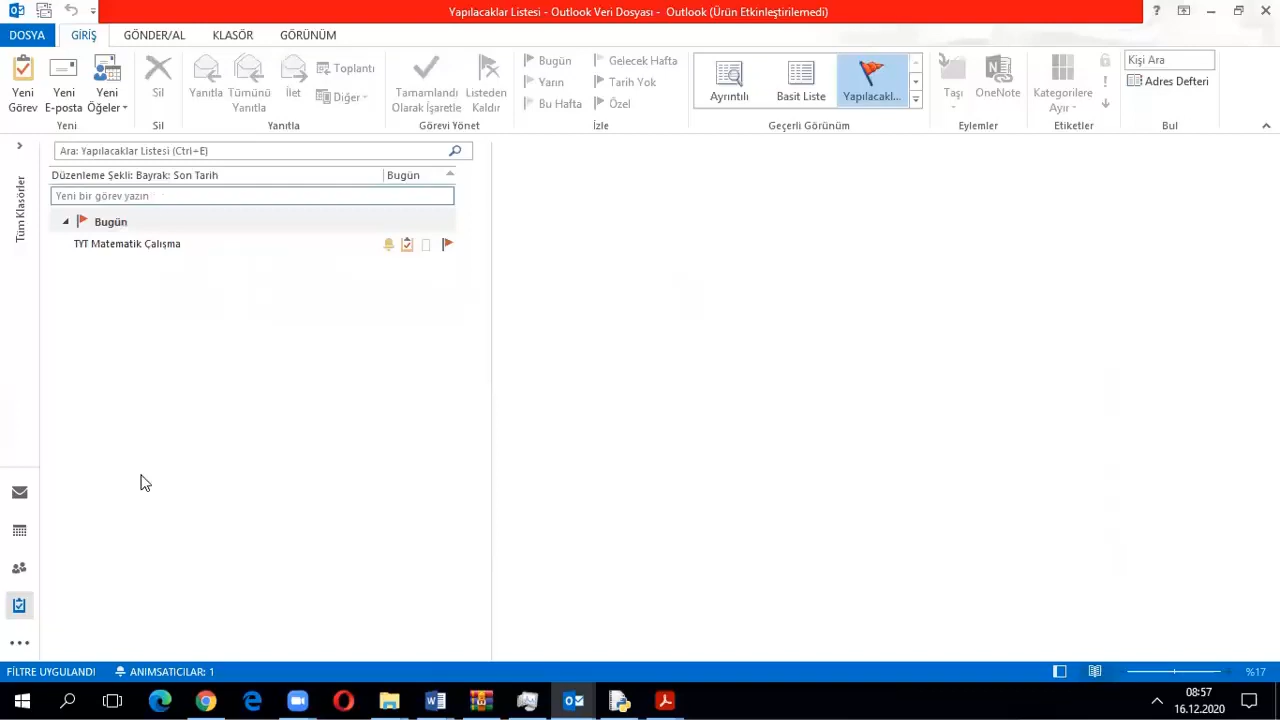 Yapılacaklar Listesi - Outlook Veri Dosyası - Outlook (Ürün Etkinleştirilemedi)
DOSYA GİRİŞ GÖNDER/AL KLASÖR GÖRÜNÜM
Yeni Görev
Yeni E-posta
Yeni Öğeler
Yeni
Sil
Sil
Yanıtla
Tümünü Yanıtla
İlet
Toplantı
Diğer
Yanıtla
Tamamlandı Olarak İşaretle
Listeden Kaldır
Görevi Yönet
Bugün
Yarın
Bu Hafta
Gelecek Hafta
Tarih Yok
Özel
İzle
Ayrıntılı
Basit Liste
Yapılacakl...
Geçerli Görünüm
Taşı
OneNote
Eylemler
Kategorilere Ayır
Etiketler
Kişi Ara
Adres Defteri
Bul
Tüm Klasörler
Ara: Yapılacaklar Listesi (Ctrl+E)
Düzenleme Şekli: Bayrak: Son Tarih Bugün
Yeni bir görev yazın
Bugün
TYT Matematik Çalışma
FİLTRE UYGULANDI ANIMSATICILAR: 1
%17
08:57
16.12.2020